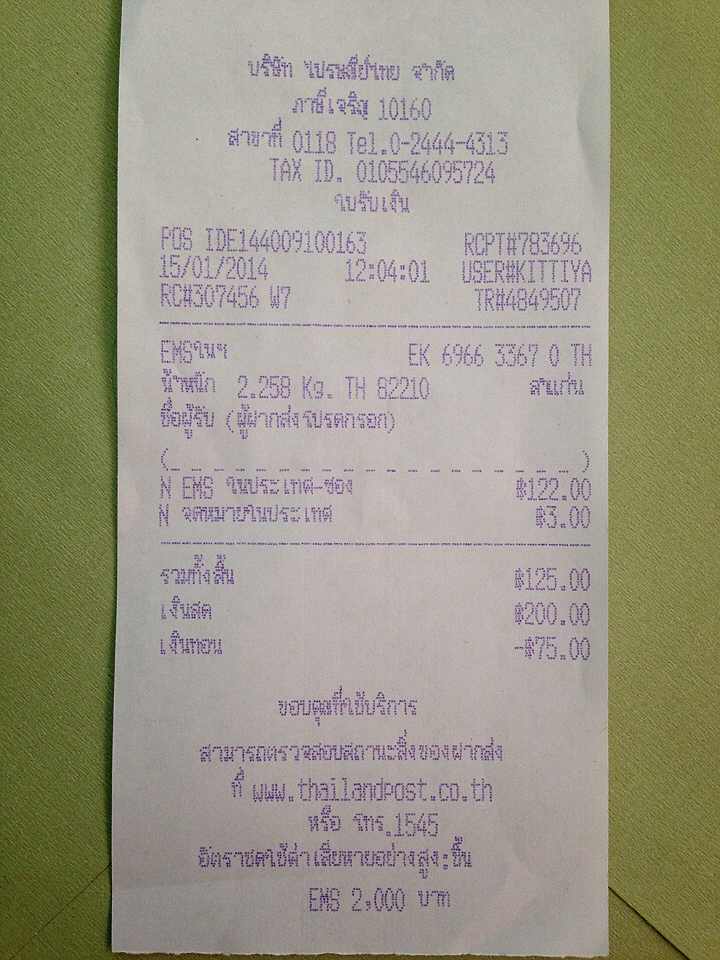 บริษัท ไปรษณีย์ไทย จำกัด
ภาษีเจริญ 10160
สาขาที่ 0118 Tel.0-2444-4313
TAX ID. 0105546095724
ใบรับเงิน
POS IDE144009100163 RCPT#783696
15/01/2014 12:04:01 USER#KITTIYA
RC#307456 W7 TR#4849507
EMSในฯ EK 6966 3367 0 TH
น้ำหนัก 2.258 Kg. TH 82210 ลำแก่น
ชื่อผู้รับ (ผู้ฝากส่งโปรดกรอก)
(_ _ _ _ _ _ _ _ _ _ _ _ _ _ _ _ _ _)
N EMS ในประเทศ-ซอง ฿122.00
N จดหมายในประเทศ ฿3.00
รวมทั้งสิ้น ฿125.00
เงินสด ฿200.00
เงินทอน -฿75.00
ขอบคุณที่ใช้บริการ
สามารถตรวจสอบสถานะสิ่งของฝากส่ง
ที่ www.thailandpost.co.th
หรือ โทร.1545
อัตราชดใช้ค่าเสียหายอย่างสูง:ชิ้น
EMS 2,000 บาท